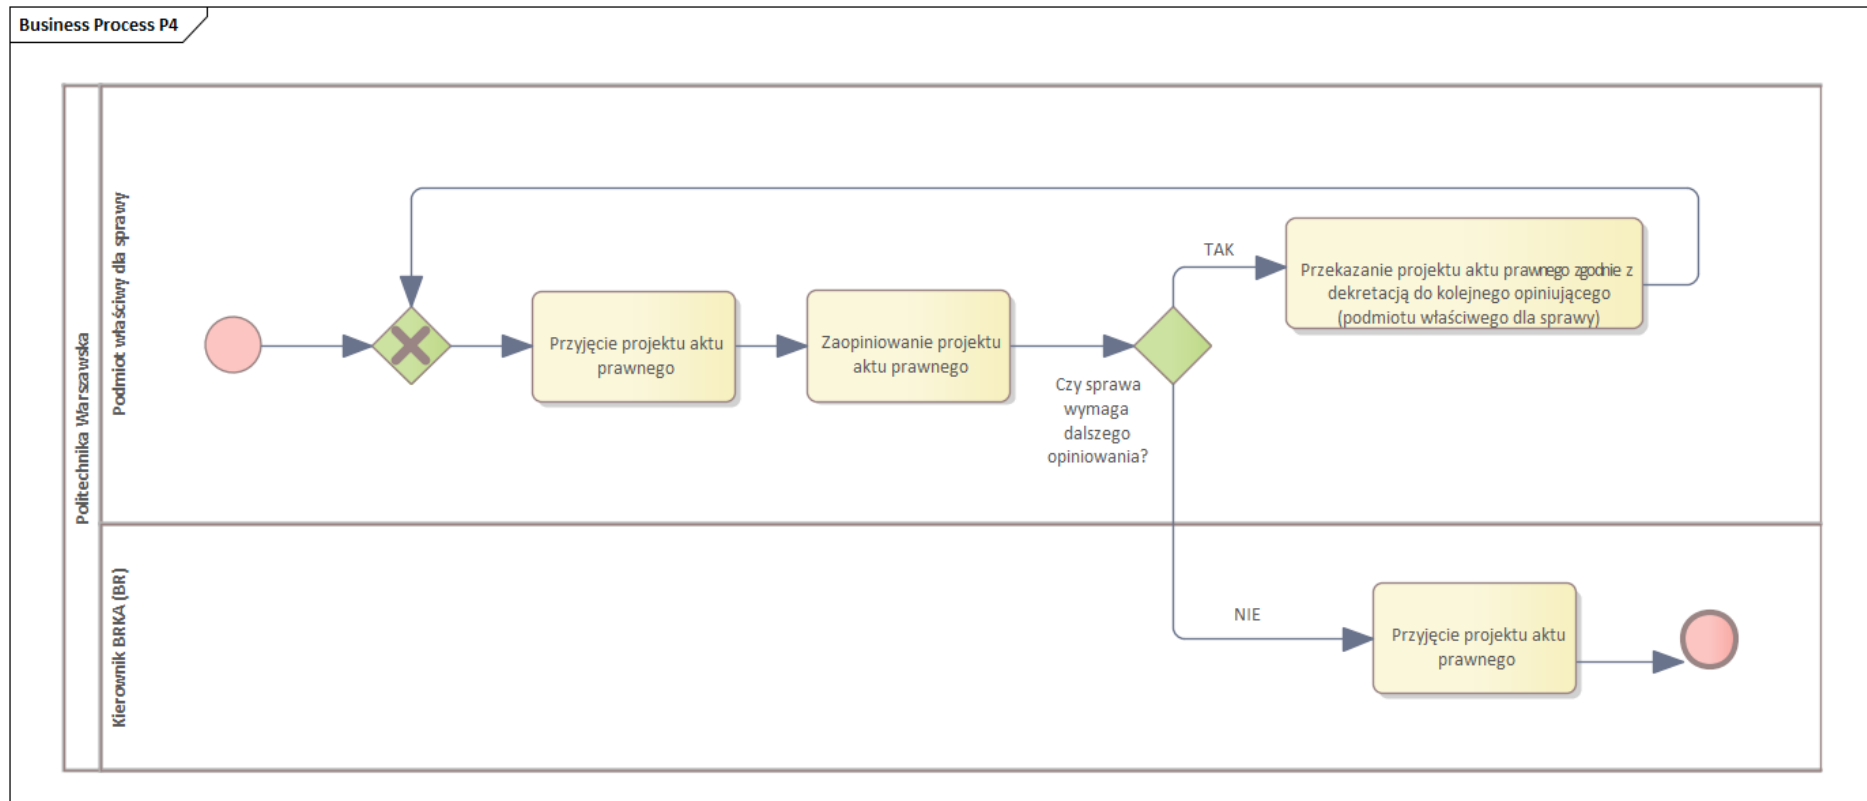 Business Process P4
Politechnika Warszawska
Podmiot właściwy dla sprawy
Przyjęcie projektu aktu
prawnego
Zaopiniowanie projektu
aktu prawnego
Czy sprawa
wymaga
dalszego
opiniowania?
TAK
Przekazanie projektu aktu prawnego zgodnie z
dekretacją do kolejnego opiniującego
(podmiotu właściwego dla sprawy)
Kierownik BRKA (BR)
NIE
Przyjęcie projektu aktu
prawnego